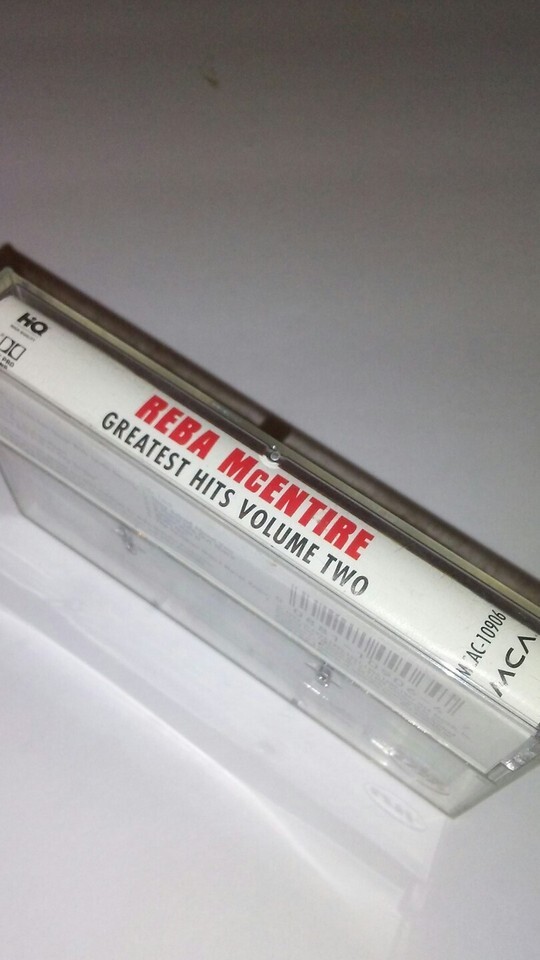 HQ
REBA McENTIRE
GREATEST HITS VOLUME TWO
MCAC-10906
MCA